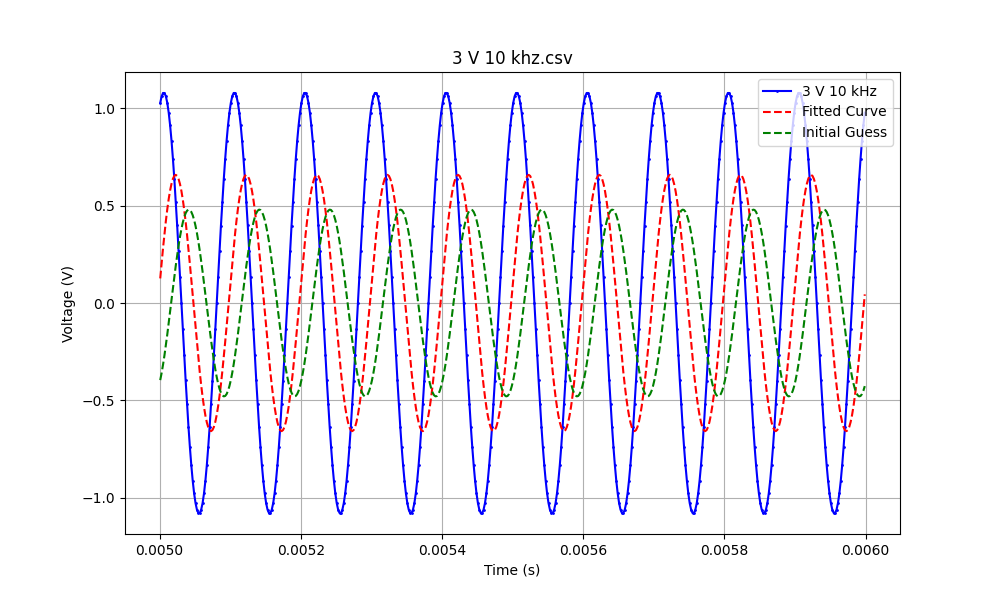 3 V 10 khz.csv
3 V 10 kHz
Fitted Curve
Initial Guess
1.0
0.5
0.0
−0.5
−1.0
Voltage (V)
0.0050
0.0052
0.0054
0.0056
0.0058
0.0060
Time (s)